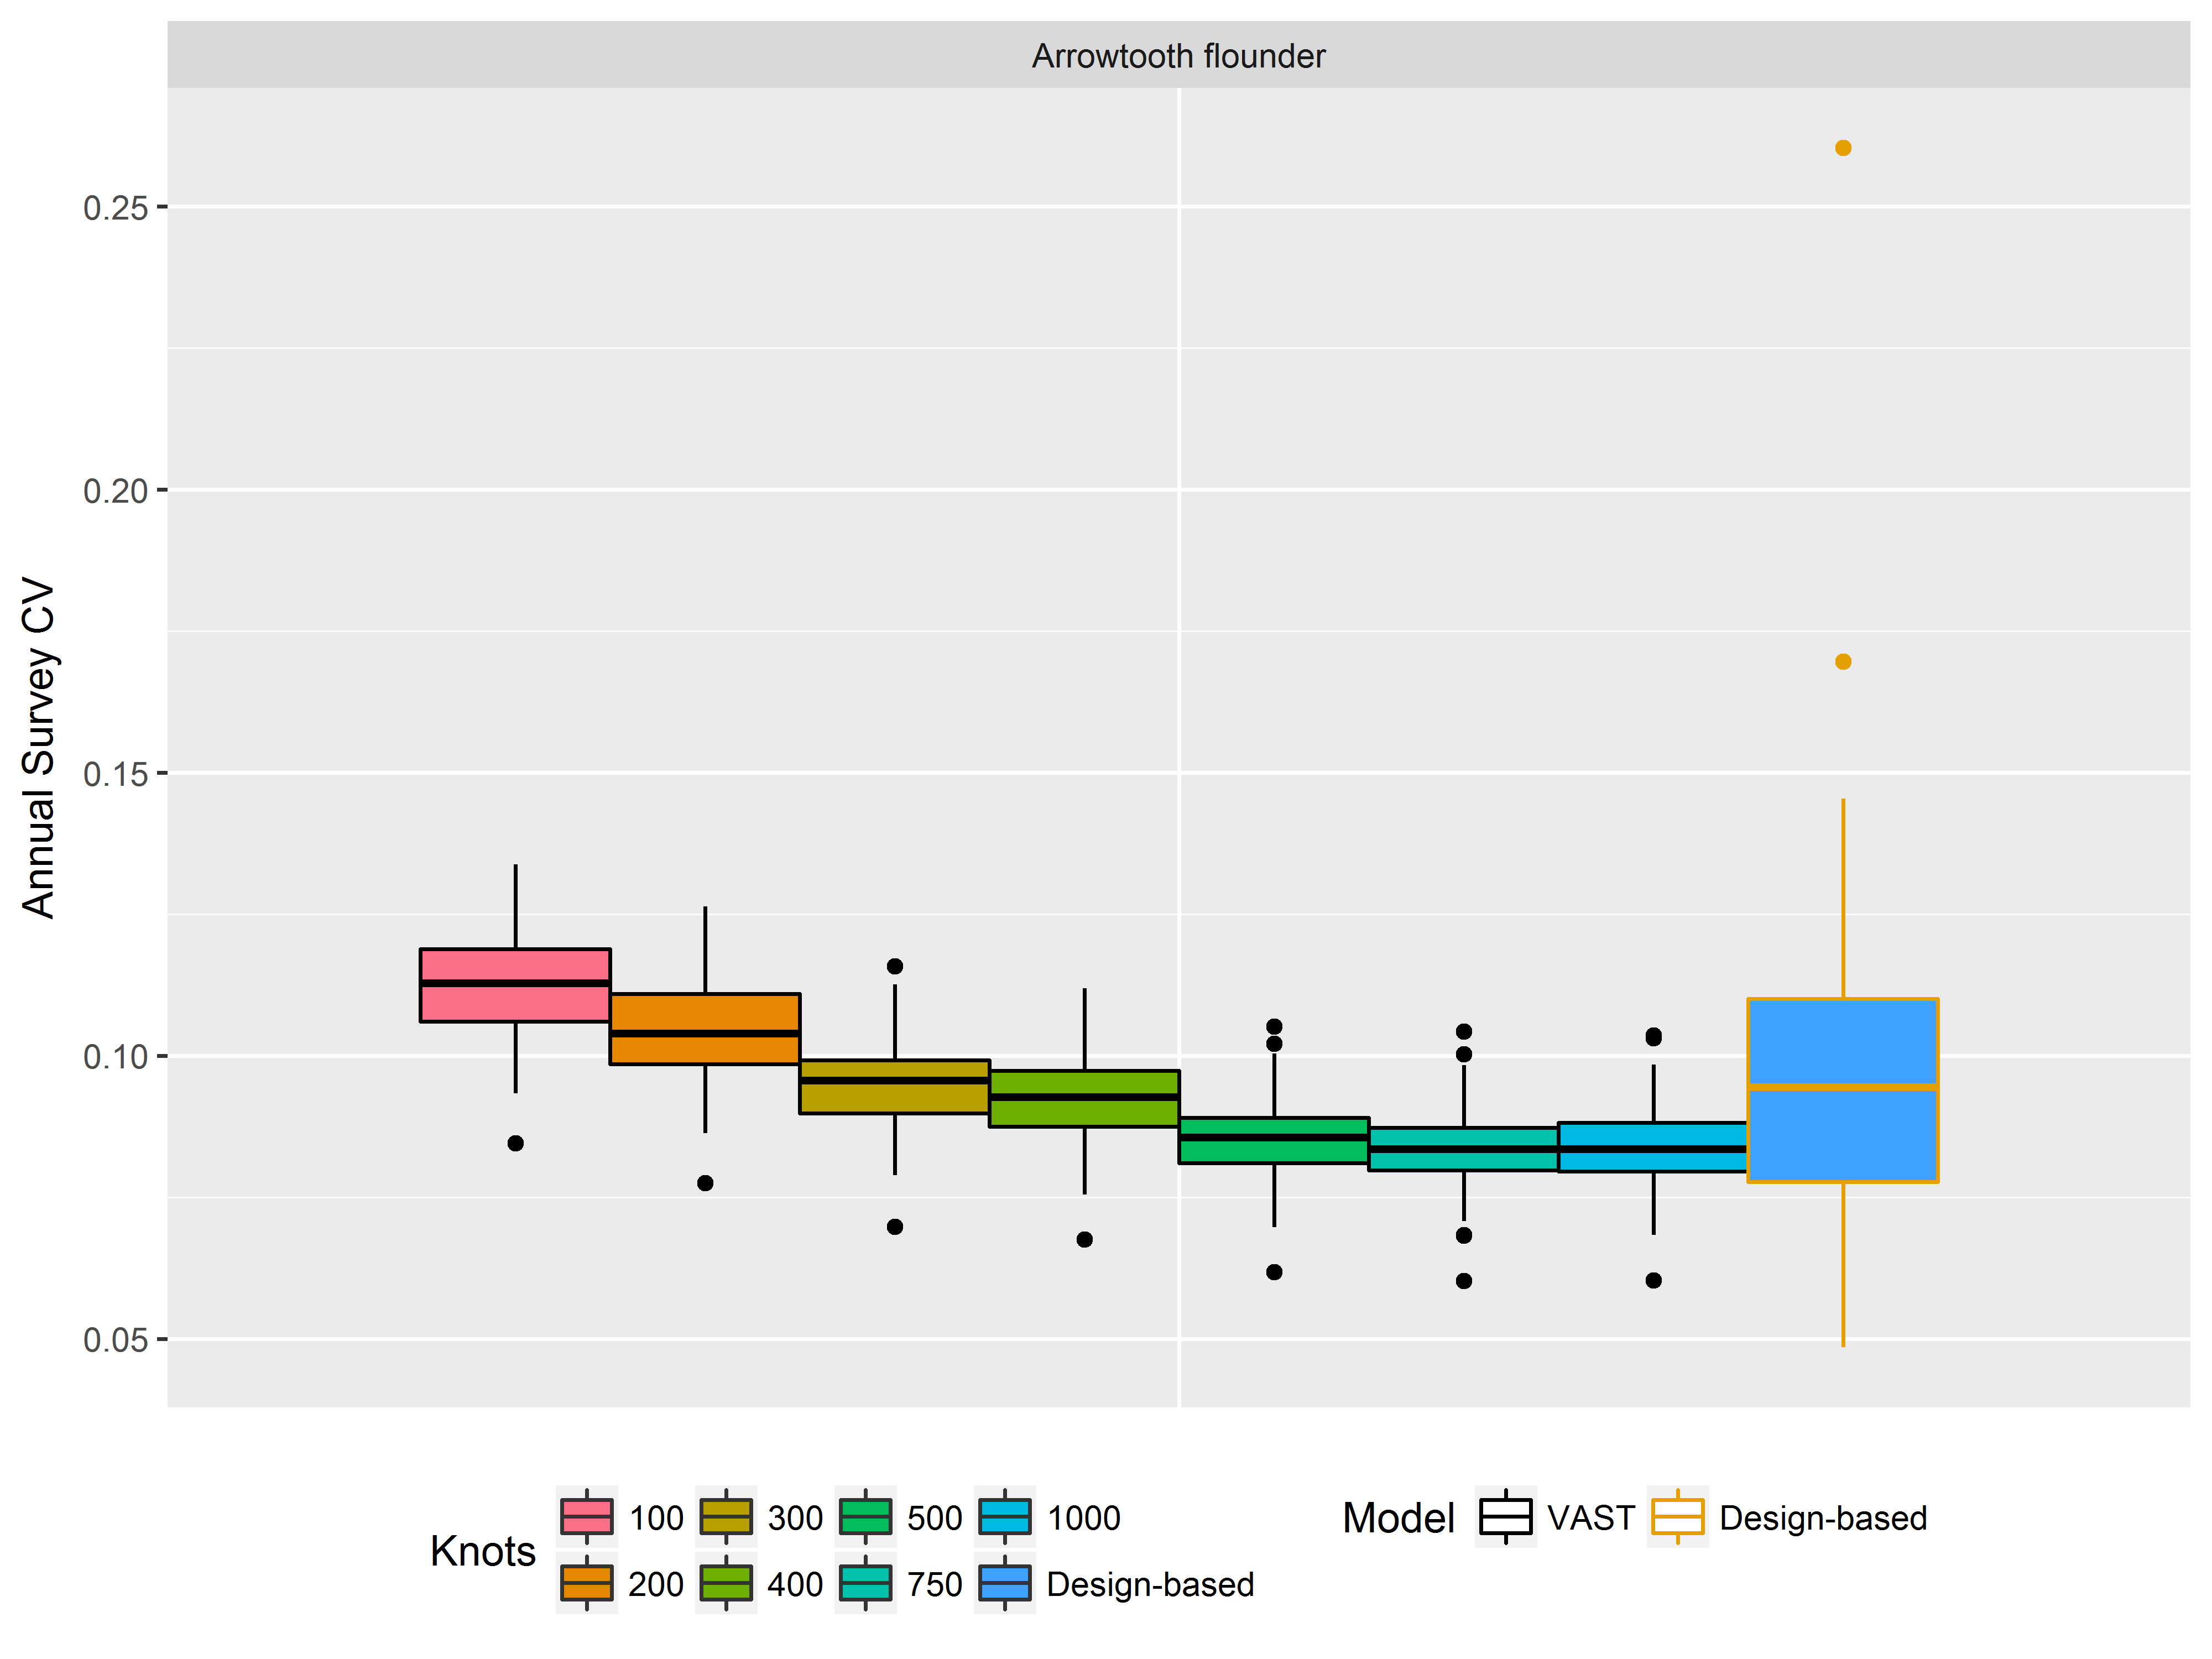 Arrowtooth flounder
Annual Survey CV
0.25
0.20
0.15
0.10
0.05
Knots
100 300 500 1000
200 400 750 Design-based
Model VAST Design-based